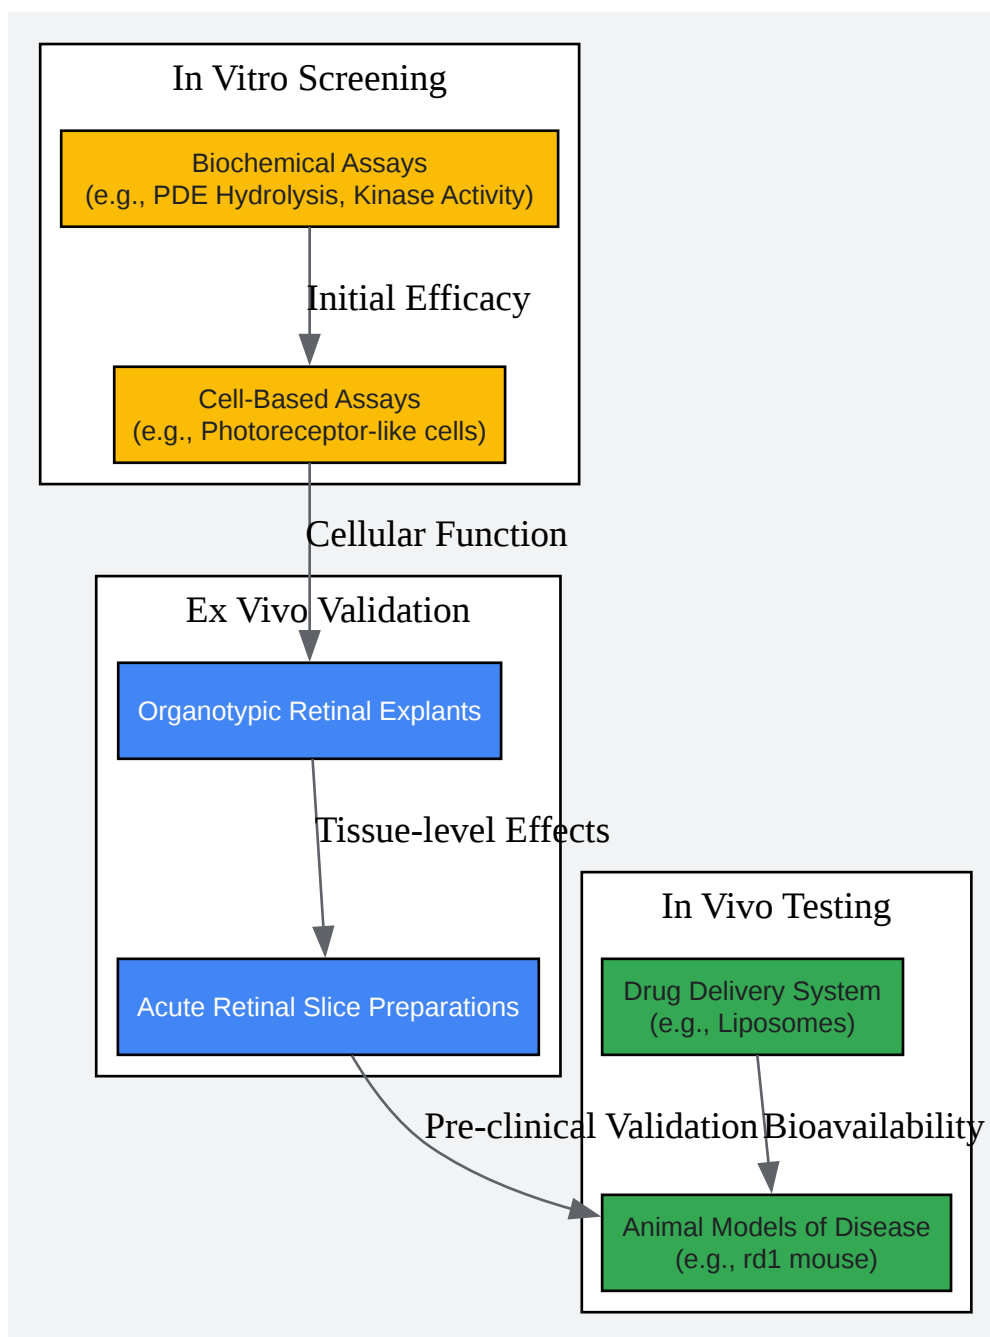 In Vitro Screening
Biochemical Assays
(e.g., PDE Hydrolysis, Kinase Activity)
Initial Efficacy
Cell-Based Assays
(e.g., Photoreceptor-like cells)
Cellular Function
Ex Vivo Validation
Organotypic Retinal Explants
Tissue-level Effects
Acute Retinal Slice Preparations
In Vivo Testing
Drug Delivery System
(e.g., Liposomes)
Pre-clinical Validation
Bioavailability
Animal Models of Disease
(e.g., rd1 mouse)